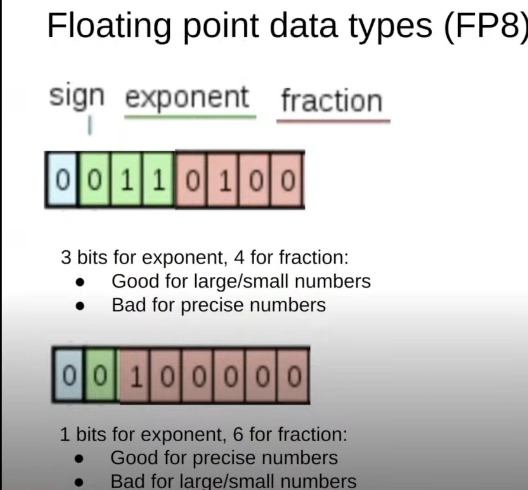 Floating point data types (FP8)
sign exponent fraction
0 0 1 1 0 1 0 0
3 bits for exponent, 4 for fraction:
● Good for large/small numbers
● Bad for precise numbers
0 0 1 0 0 0 0 0
1 bits for exponent, 6 for fraction:
● Good for precise numbers
● Bad for large/small numbers